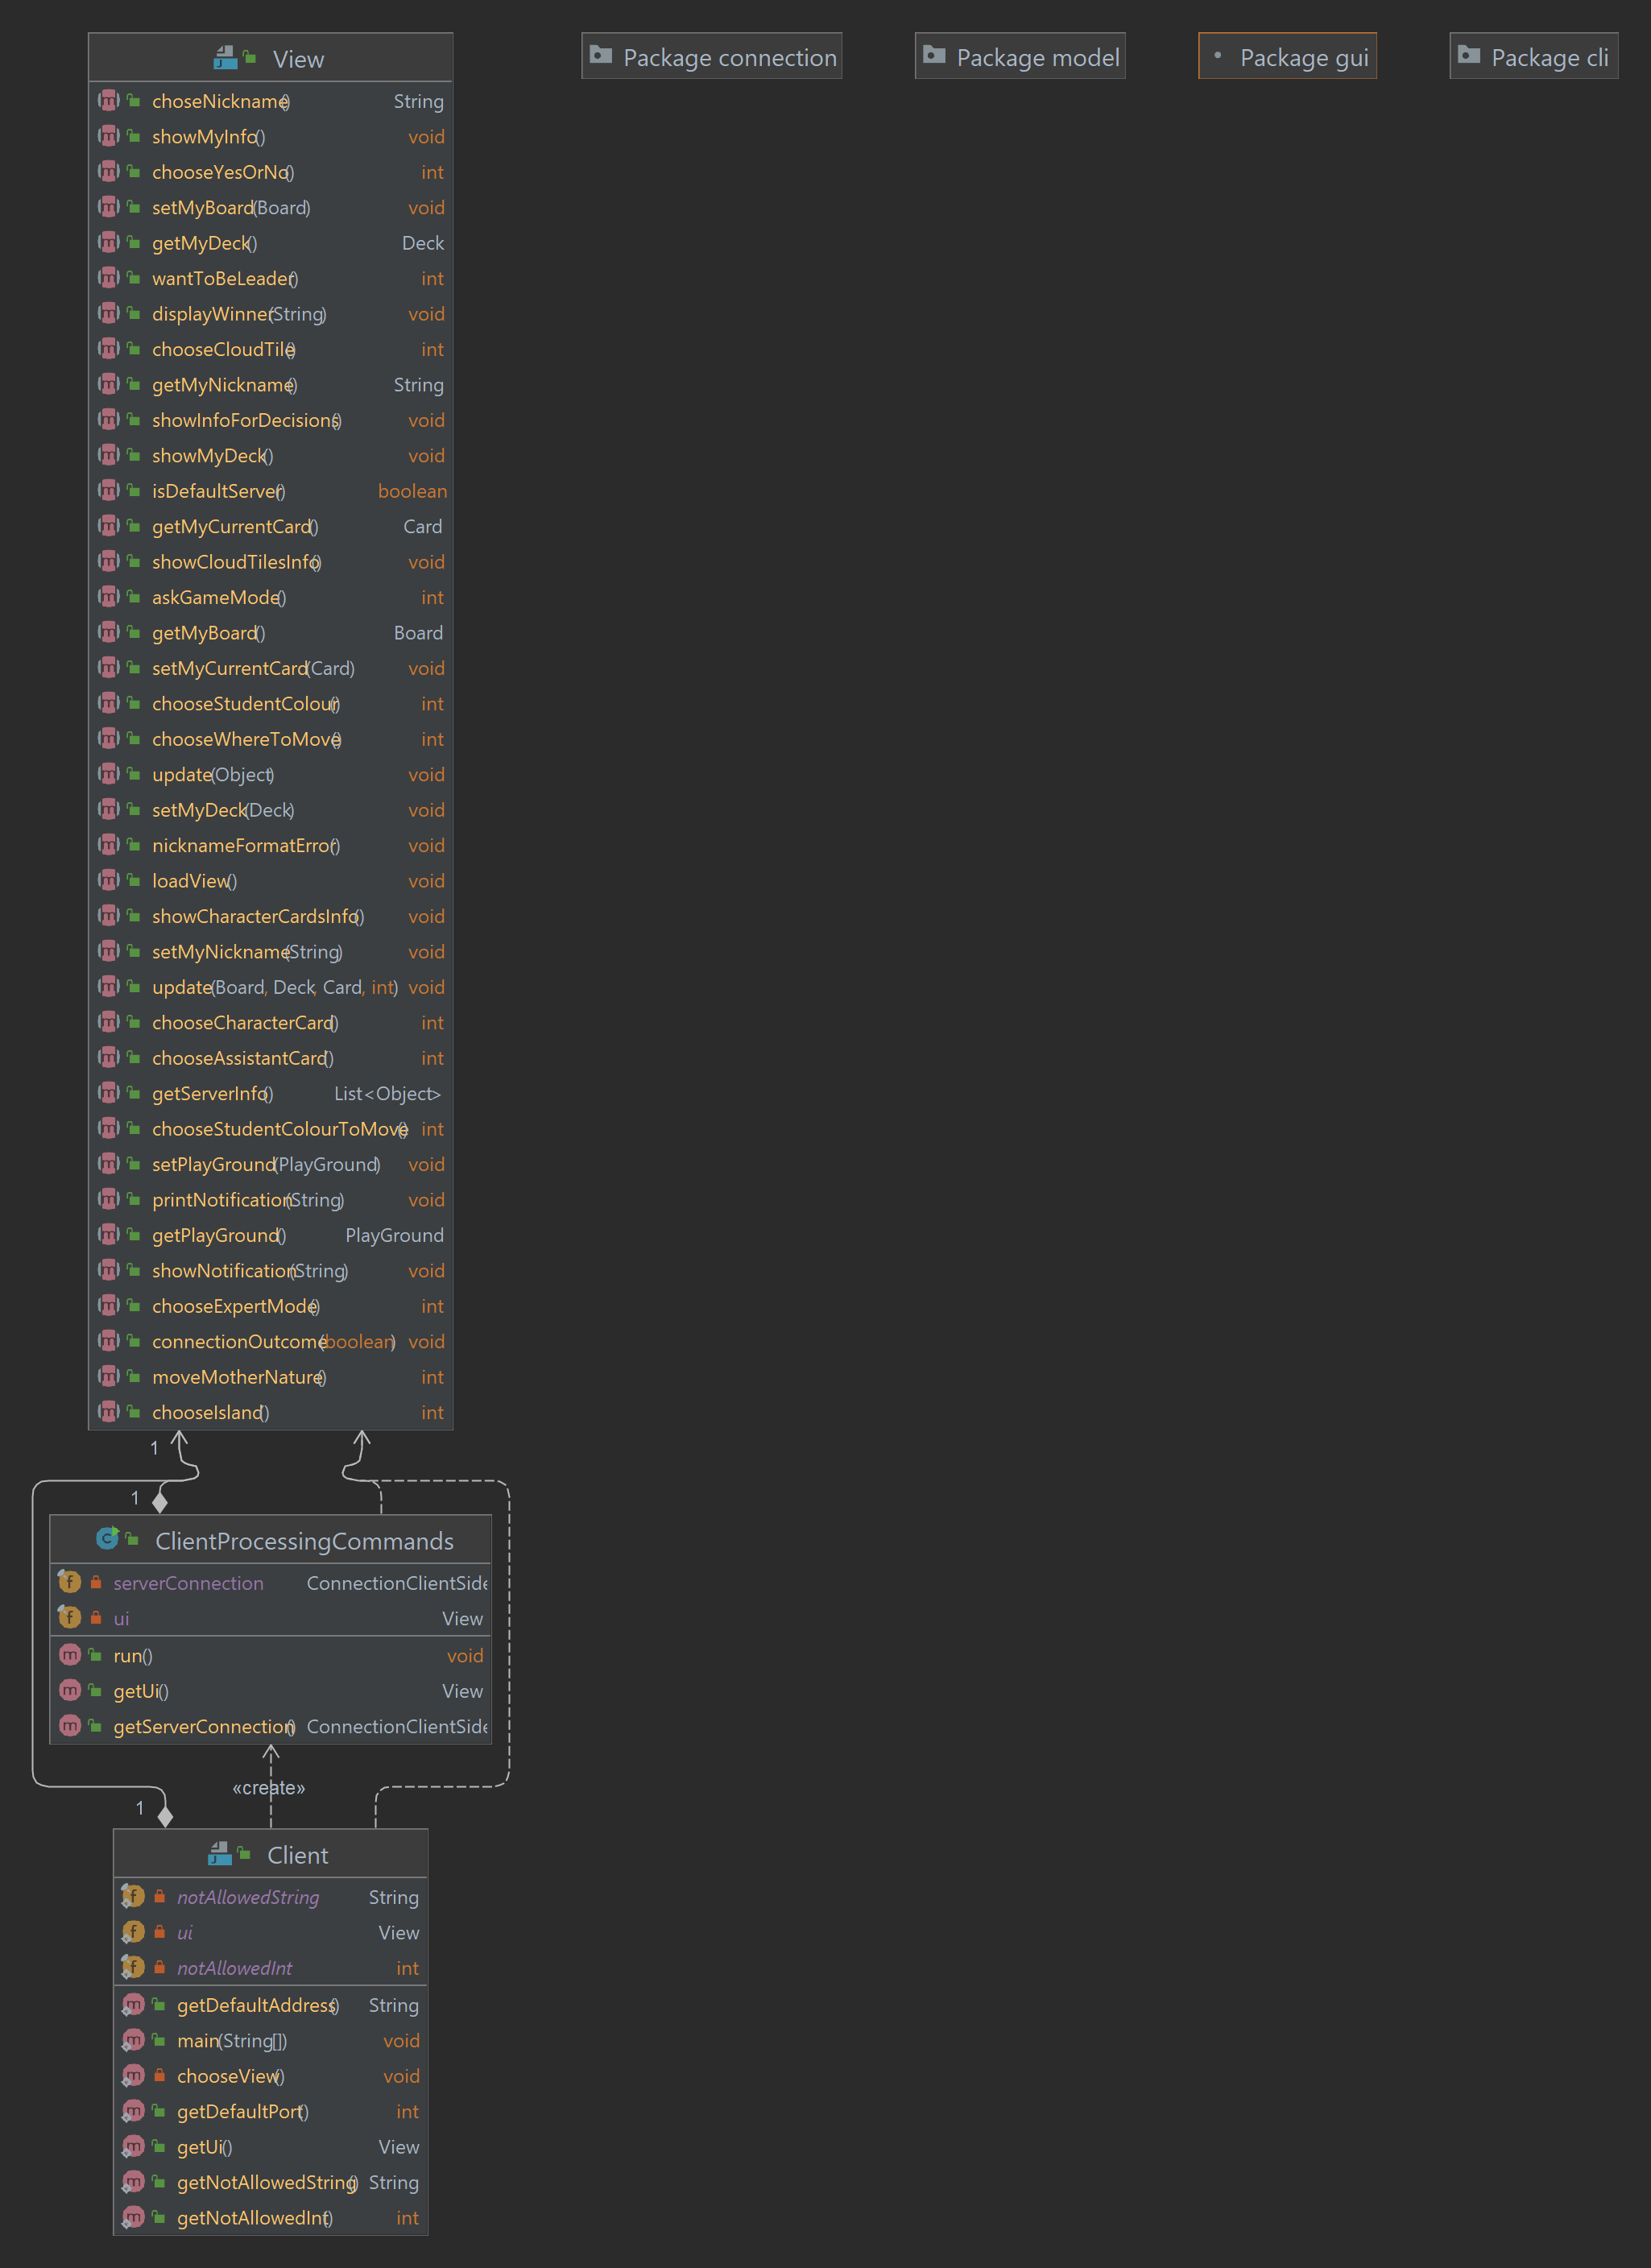 View
Package connection
Package model
Package gui
Package cli
choseNickname() String
showMyInfo() void
chooseYesOrNo() int
setMyBoard(Board) void
getMyDeck() Deck
wantToBeLeader() int
displayWinner(String) void
chooseCloudTile() int
getMyNickname() String
showInfoForDecisions() void
showMyDeck() void
isDefaultServer() boolean
getMyCurrentCard() Card
showCloudTilesInfo() void
askGameMode() int
getMyBoard() Board
setMyCurrentCard(Card) void
chooseStudentColour() int
chooseWhereToMove() int
update(Object) void
setMyDeck(Deck) void
nicknameFormatError() void
loadView() void
showCharacterCardsInfo() void
setMyNickname(String) void
update(Board, Deck, Card, int) void
chooseCharacterCard() int
chooseAssistantCard() int
getServerInfo() List<Object>
chooseStudentColourToMove() int
setPlayGround(PlayGround) void
printNotification(String) void
getPlayGround() PlayGround
showNotification(String) void
chooseExpertMode() int
connectionOutcome(boolean) void
moveMotherNature() int
chooseIsland() int
1
1
ClientProcessingCommands
serverConnection ConnectionClientSide
ui View
run() void
getUi() View
getServerConnection() ConnectionClientSide
«create»
1
Client
notAllowedString String
ui View
notAllowedInt int
getDefaultAddress() String
main(String[]) void
chooseView() void
getDefaultPort() int
getUi() View
getNotAllowedString() String
getNotAllowedInt() int